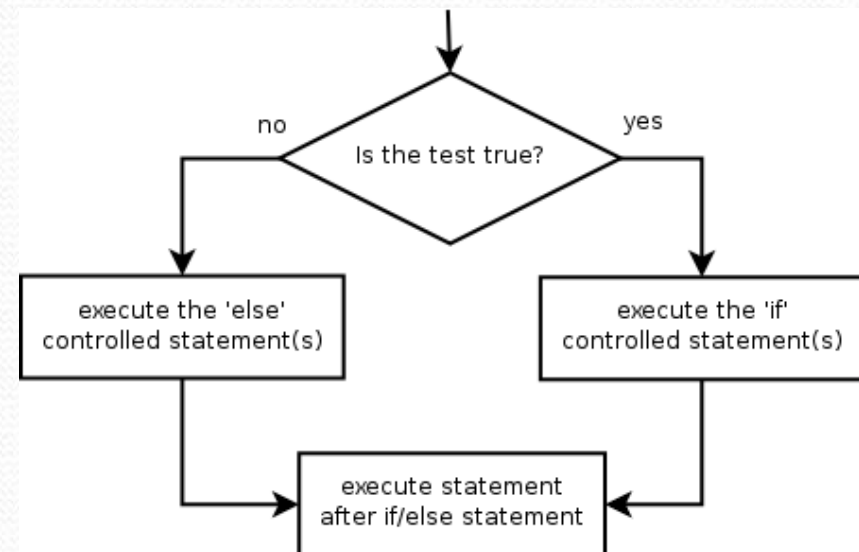 no
yes
Is the test true?
execute the 'else'
controlled statement(s)
execute the 'if'
controlled statement(s)
execute statement
after if/else statement